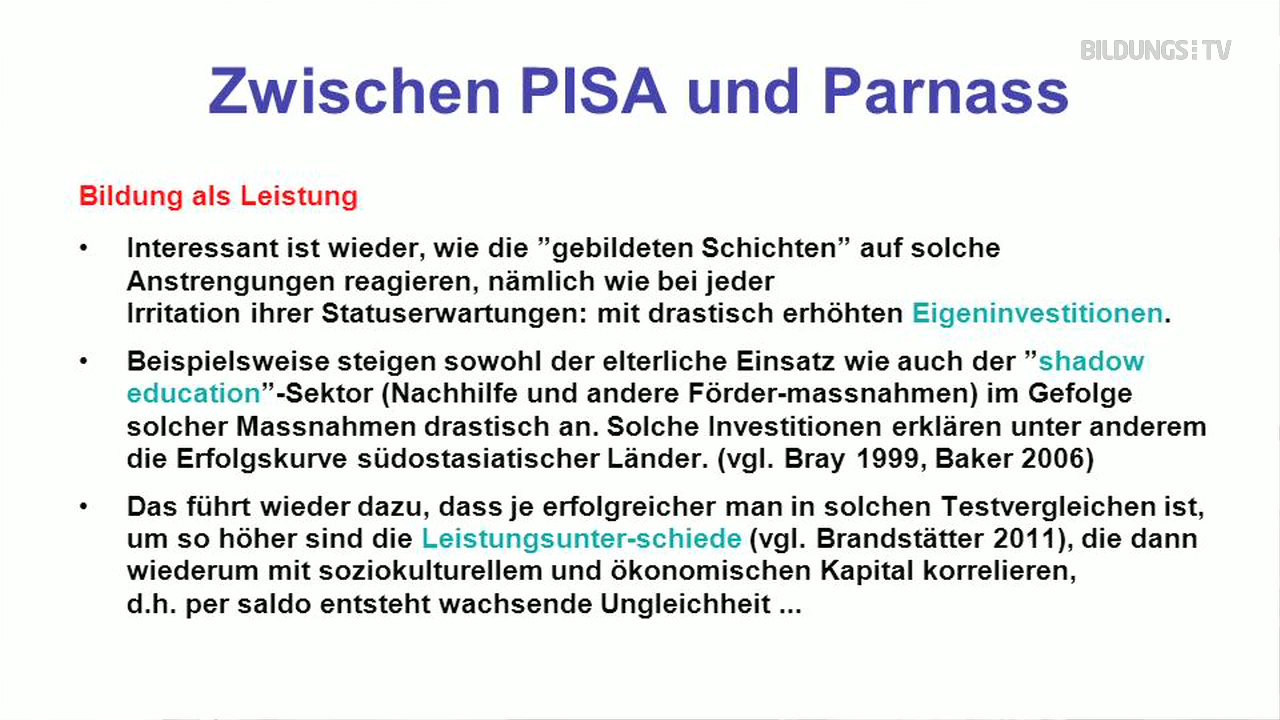 BILDUNGS:TV
Zwischen PISA und Parnass
Bildung als Leistung
• Interessant ist wieder, wie die ”gebildeten Schichten” auf solche
Anstrengungen reagieren, nämlich wie bei jeder
Irritation ihrer Statuserwartungen: mit drastisch erhöhten Eigeninvestitionen.
• Beispielsweise steigen sowohl der elterliche Einsatz wie auch der ”shadow
education”-Sektor (Nachhilfe und andere Förder-massnahmen) im Gefolge
solcher Massnahmen drastisch an. Solche Investitionen erklären unter anderem
die Erfolgskurve südostasiatischer Länder. (vgl. Bray 1999, Baker 2006)
• Das führt wieder dazu, dass je erfolgreicher man in solchen Testvergleichen ist,
um so höher sind die Leistungsunter-schiede (vgl. Brandstätter 2011), die dann
wiederum mit soziokulturellem und ökonomischen Kapital korrelieren,
d.h. per saldo entsteht wachsende Ungleichheit ...